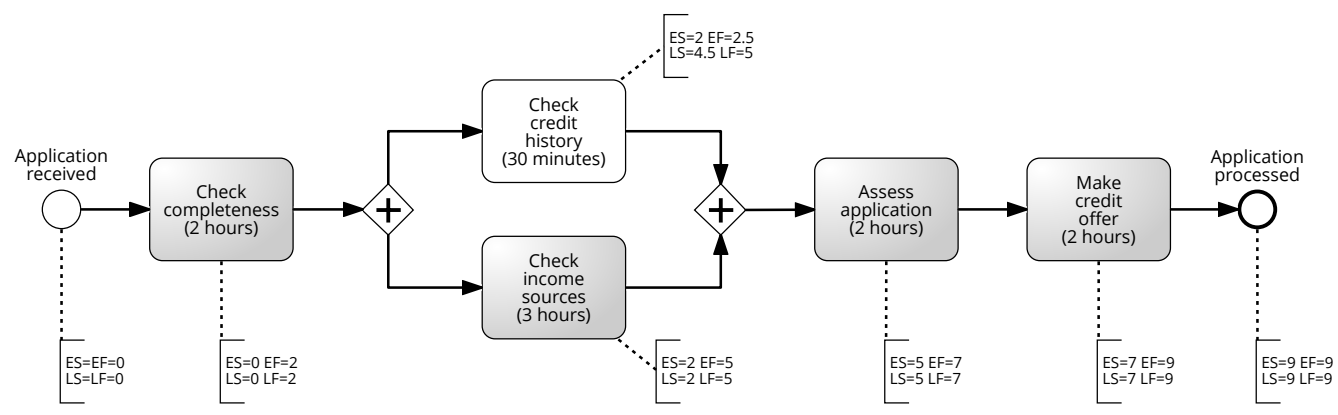 ES=2 EF=2.5
LS=4.5 LF=5
Check
credit
history
(30 minutes)
Application
received
Check
completeness
(2 hours)
Assess
application
(2 hours)
Make
credit
offer
(2 hours)
Application
processed
Check
income
sources
(3 hours)
ES=EF=0
LS=LF=0
ES=0 EF=2
LS=0 LF=2
ES=2 EF=5
LS=2 LF=5
ES=5 EF=7
LS=5 LF=7
ES=7 EF=9
LS=7 LF=9
ES=9 EF=9
LS=9 LF=9